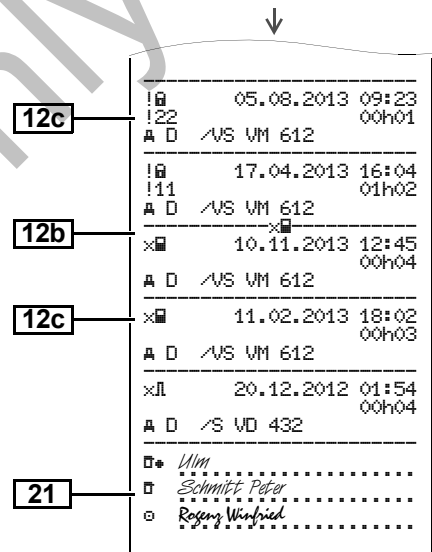 05.08.2013 09:23
12c
!22 00h01
A D /VS VM 612
17.04.2013 16:04
!11 01h02
A D /VS VM 612
12b
x 10.11.2013 12:45
00h04
A D /VS VM 612
12c
x 11.02.2013 18:02
00h03
A D /VS VM 612
x 20.12.2012 01:54
00h04
A D /S VD 432
Ulm
21
Schmitt Peter
Rogenz Winfried